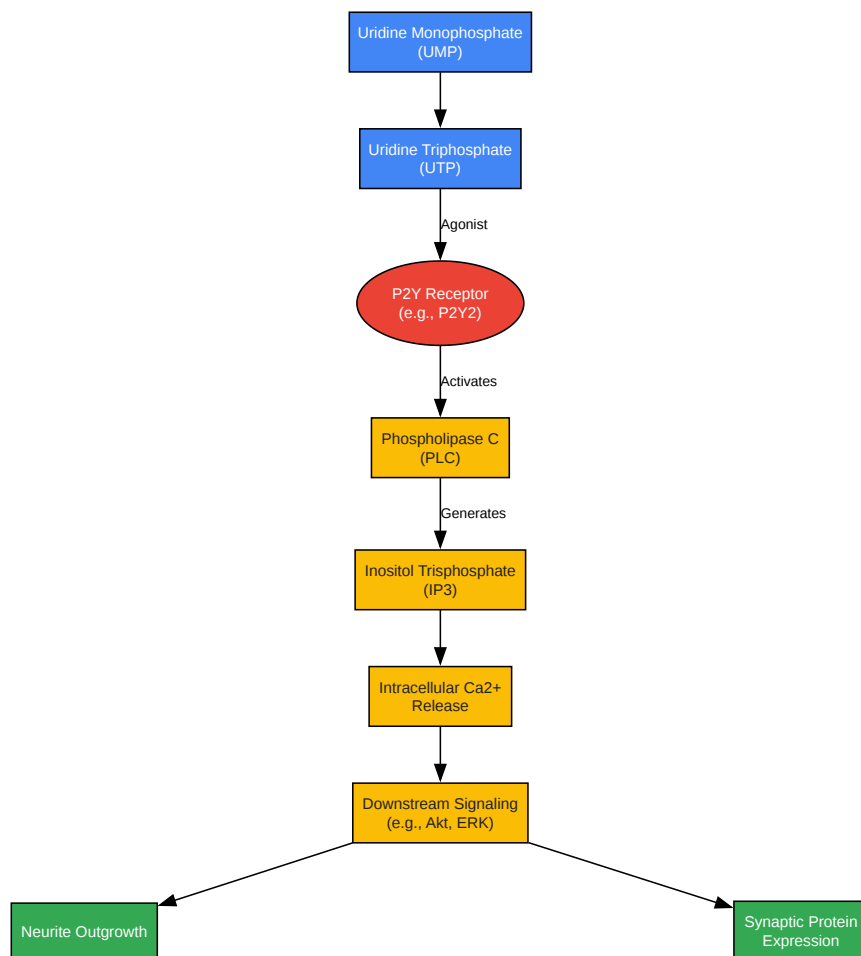 Uridine Monophosphate
(UMP)
Uridine Triphosphate
(UTP)
Agonist
P2Y Receptor
(e.g., P2Y2)
Activates
Phospholipase C
(PLC)
Generates
Inositol Trisphosphate
(IP3)
Intracellular Ca2+
Release
Downstream Signaling
(e.g., Akt, ERK)
Neurite Outgrowth
Synaptic Protein
Expression